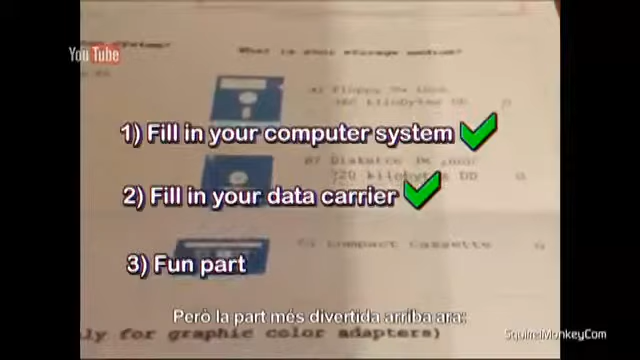 What is your storage medium?
YouTube
1) Fill in your computer system
2) Fill in your data carrier
720 kilobytes DD
Compact Cassette
3) Fun part
Però la part més divertida arriba ara:
ly for graphic color adapters)
SquirrelMonkeyCom